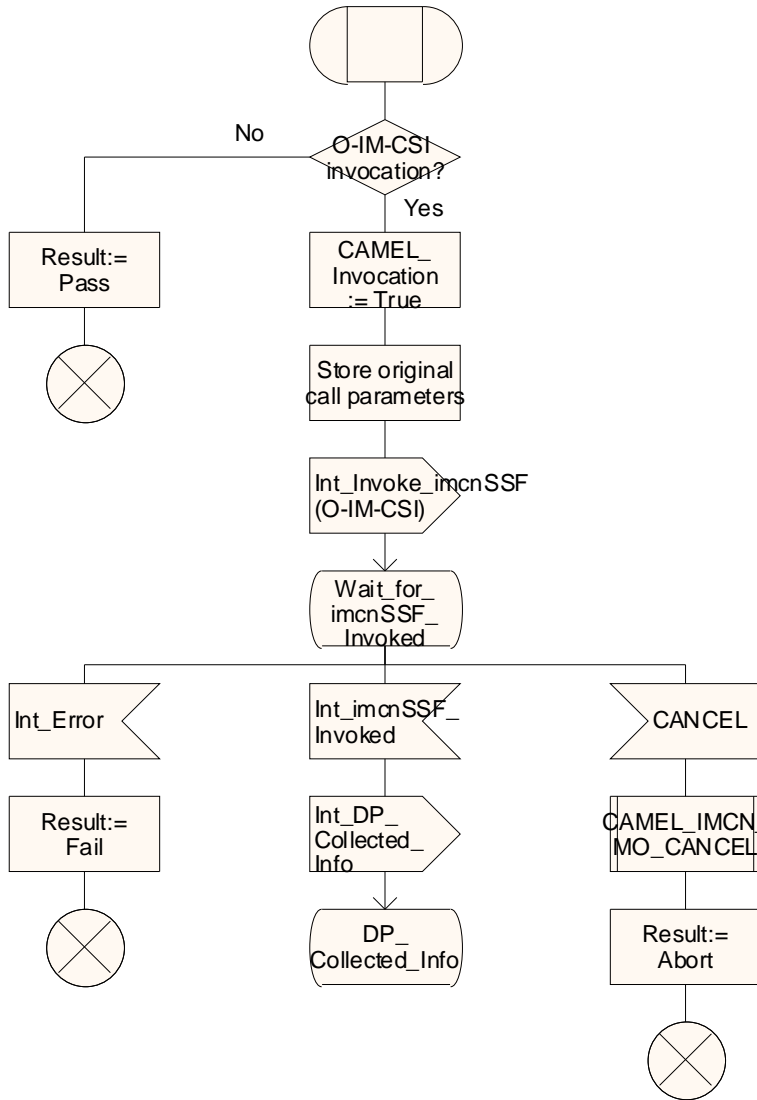 No
O-IM-CSI
invocation?
Yes
Result:=
Pass
CAMEL_
Invocation
:= True
Store original
call parameters
Int_Invoke_imcnSSF
(O-IM-CSI)
Wait_for_
imcnSSF_
Invoked
Int_Error
Int_imcnSSF_
Invoked
CANCEL
Result:=
Fail
Int_DP_
Collected_
Info
CAMEL_IMCN_
MO_CANCEL
DP_
Collected_Info
Result:=
Abort